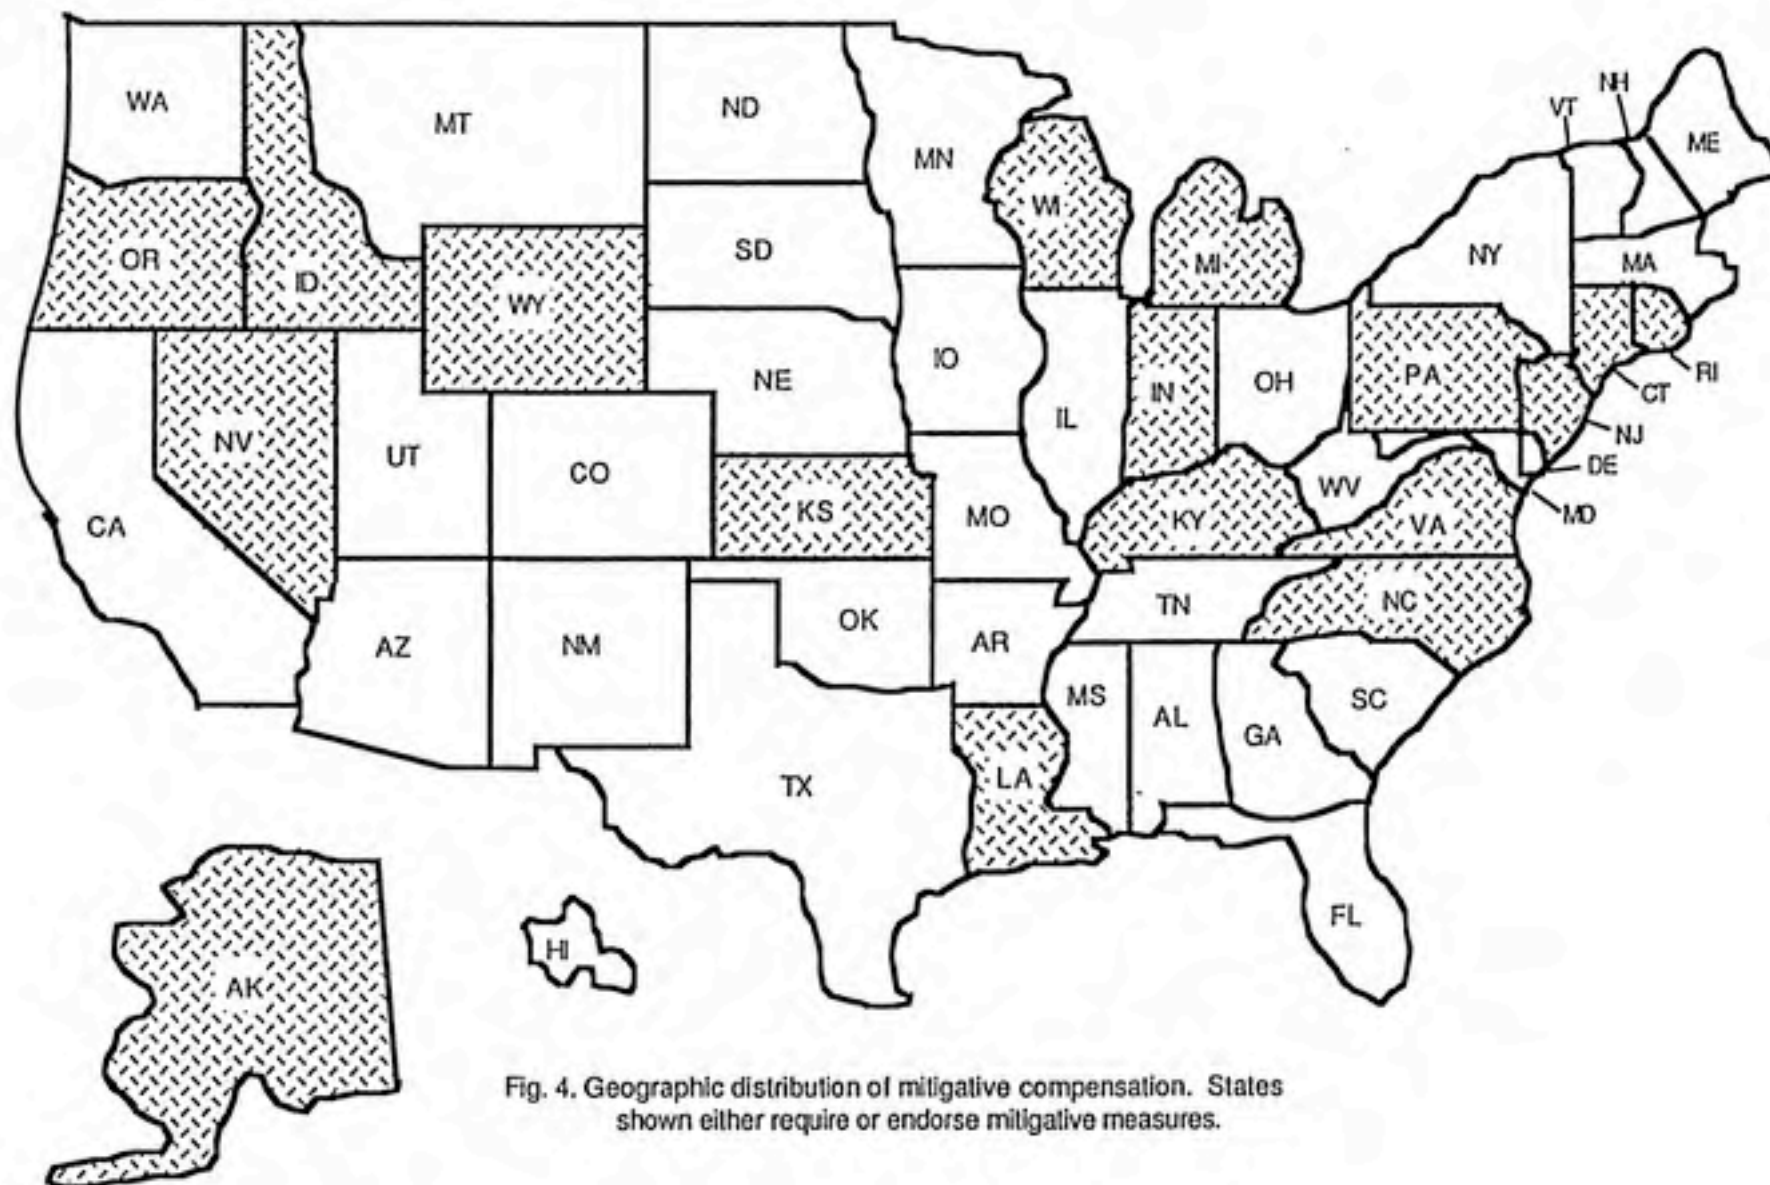 NH
VT
WA
MT
ND
ME
MN
WI
OR
ID
SD
MI
NY
MA
WY
IO
NE
IN
OH
PA
RI
CT
IL
NJ
NV
UT
CO
DE
WV
KS
MO
KY
VA
MD
CA
TN
NC
OK
AZ
NM
AR
MS
AL
SC
GA
TX
LA
FL
HI
AK
Fig. 4. Geographic distribution of mitigative compensation. States
shown either require or endorse mitigative measures.